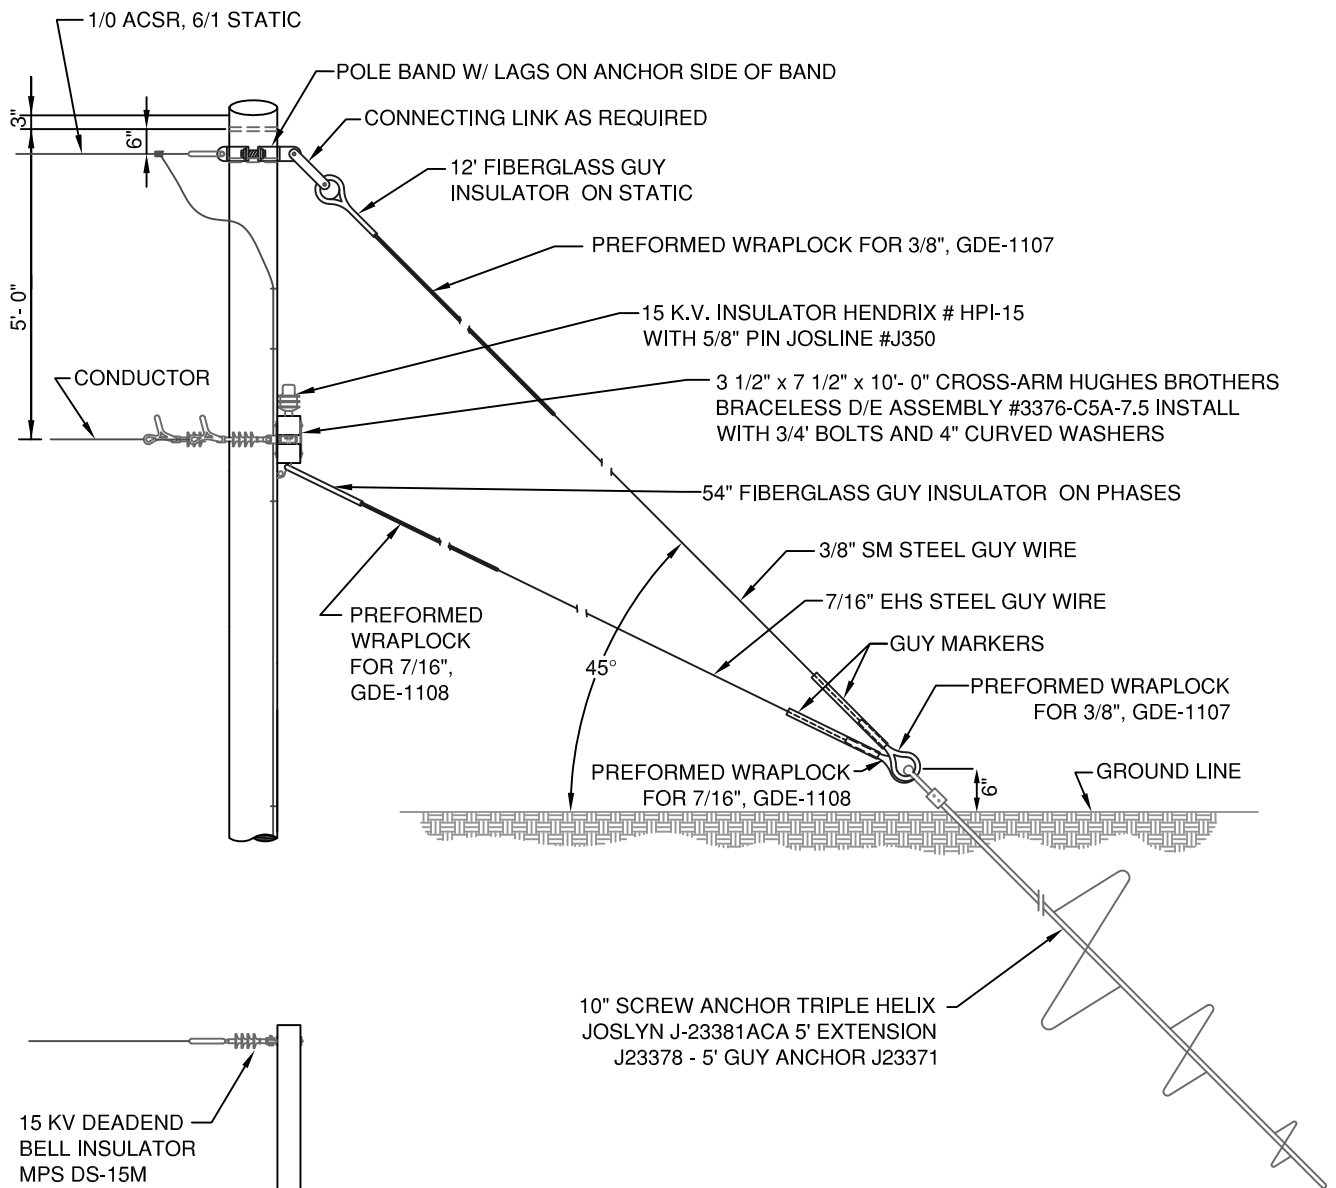 1/0 ACSR, 6/1 STATIC
POLE BAND W/ LAGS ON ANCHOR SIDE OF BAND
3"
6"
CONNECTING LINK AS REQUIRED
12' FIBERGLASS GUY
INSULATOR ON STATIC
PREFORMED WRAPLOCK FOR 3/8", GDE-1107
5'- 0"
15 K.V. INSULATOR HENDRIX # HPI-15
WITH 5/8" PIN JOSLINE #J350
CONDUCTOR
3 1/2" x 7 1/2" x 10'- 0" CROSS-ARM HUGHES BROTHERS
BRACELESS D/E ASSEMBLY #3376-C5A-7.5 INSTALL
WITH 3/4' BOLTS AND 4" CURVED WASHERS
54" FIBERGLASS GUY INSULATOR ON PHASES
3/8" SM STEEL GUY WIRE
7/16" EHS STEEL GUY WIRE
PREFORMED
WRAPLOCK
FOR 7/16",
GDE-1108
45°
GUY MARKERS
PREFORMED WRAPLOCK
FOR 3/8", GDE-1107
PREFORMED WRAPLOCK
FOR 7/16", GDE-1108
6"
GROUND LINE
10" SCREW ANCHOR TRIPLE HELIX
JOSLYN J-23381ACA 5' EXTENSION
J23378 - 5' GUY ANCHOR J23371
15 KV DEADEND
BELL INSULATOR
MPS DS-15M